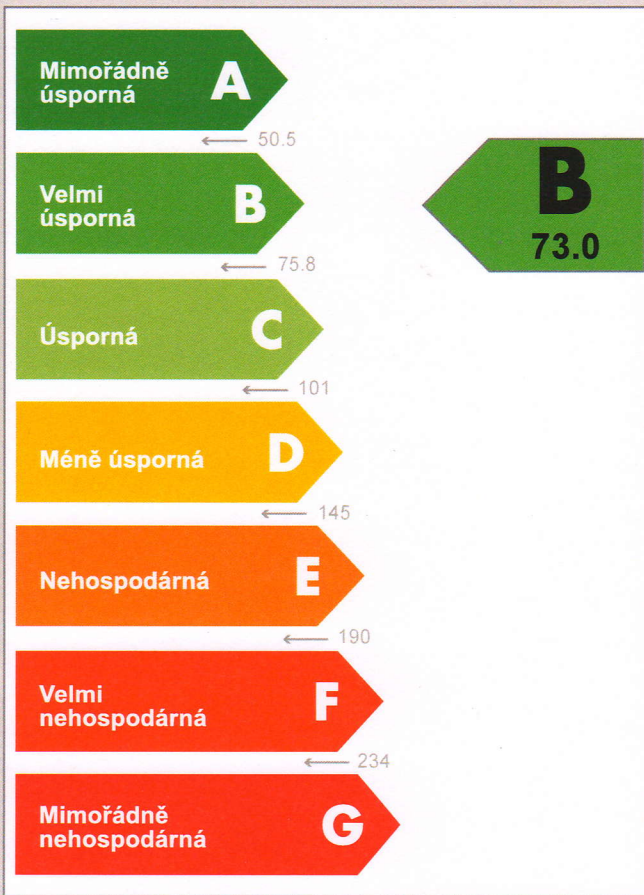 Mimořádně
úsporná
A
← 50.5
Velmi
úsporná
B
B
73.0
← 75.8
Úsporná
C
← 101
Méně úsporná
D
← 145
Nehospodárná
E
← 190
Velmi
nehospodárná
F
← 234
Mimořádně
nehospodárná
G